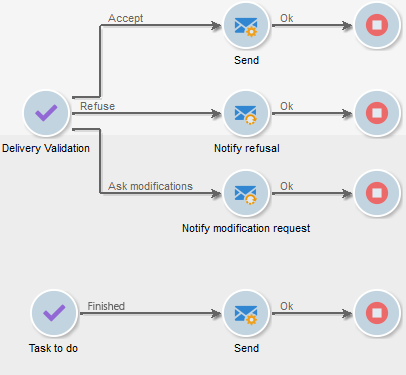 Accept
Ok
Send
Refuse
Ok
Delivery Validation
Notify refusal
Ask modifications
Ok
Notify modification request
Finished
Ok
Task to do
Send